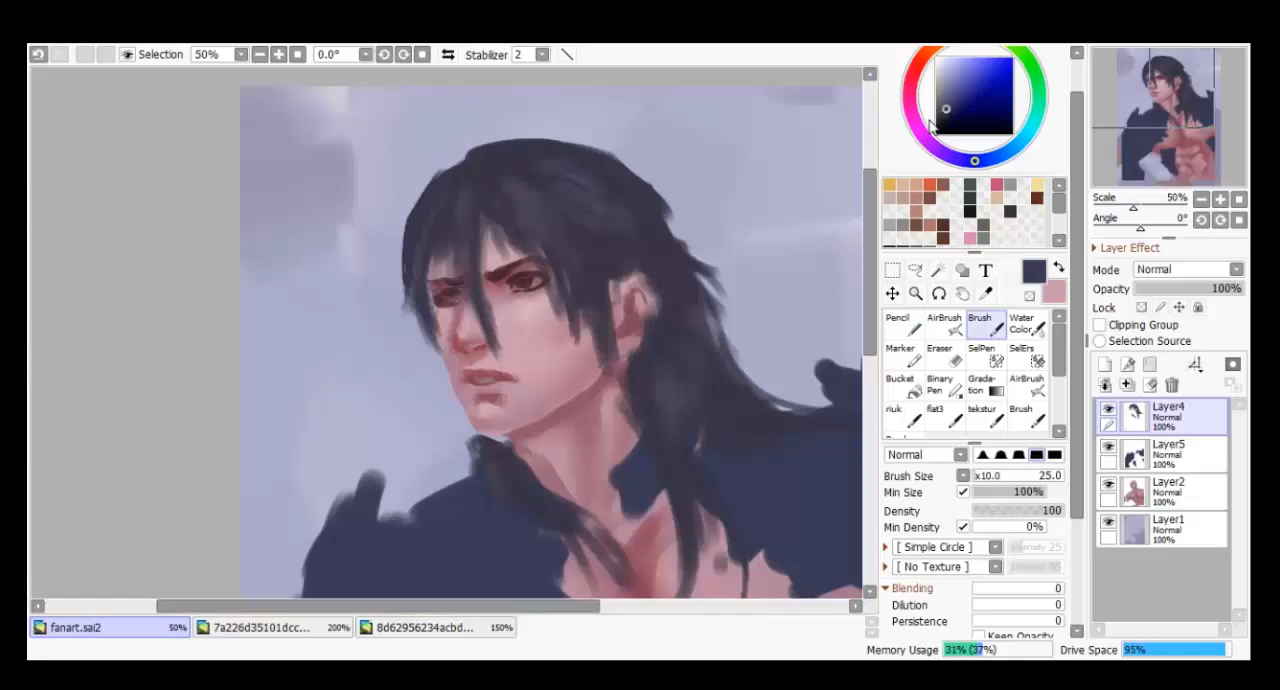 Selection 50% 0.0° Stabilizer 2
Scale 50%
Angle 0°
Layer Effect
Mode Normal
Opacity 100%
Lock
Clipping Group
Selection Source
T
Pencil AirBrush Brush Water Color
Marker Eraser SelPen SelErs
Bucket Binary Pen Grada-tion AirBrush
riuk flat3 tekstur Brush
Normal
Brush Size x10.0 25.0
Min Size 100%
Density 100
Min Density 0%
[ Simple Circle ]
[ No Texture ]
Blending 0
Dilution 0
Persistence 0
Keep Opacity
Layer4
Normal
100%
Layer5
Normal
100%
Layer2
Normal
100%
Layer1
Normal
100%
fanart.sai2 50% 7a226d35101dcc... 200% 8d62956234acbd... 150%
Memory Usage 31% (37%) Drive Space 95%